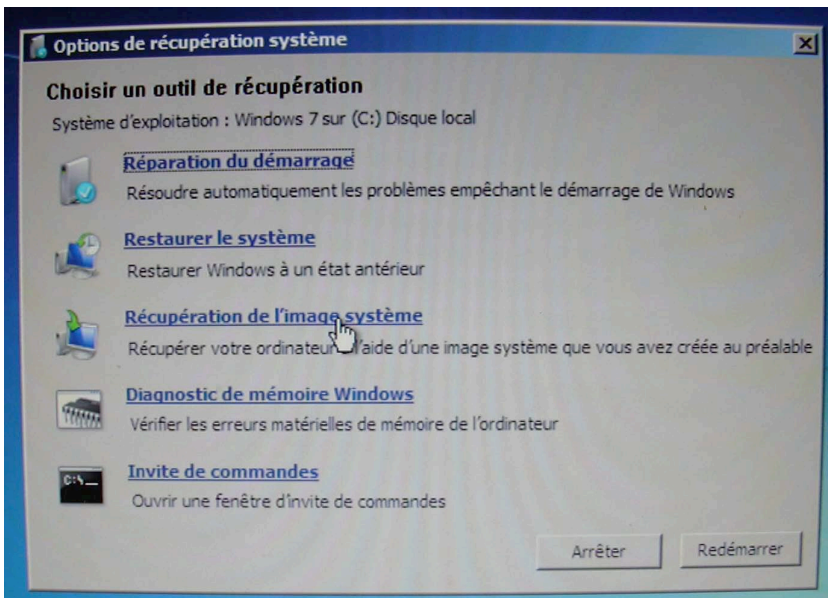 Options de récupération système
Choisir un outil de récupération
Système d'exploitation : Windows 7 sur (C:) Disque local
Réparation du démarrage
Résoudre automatiquement les problèmes empêchant le démarrage de Windows
Restaurer le système
Restaurer Windows à un état antérieur
Récupération de l'image système
Récupérer votre ordinateur l'aide d'une image système que vous avez créée au préalable
Diagnostic de mémoire Windows
Vérifier les erreurs matérielles de mémoire de l'ordinateur
C:\_
Invite de commandes
Ouvrir une fenêtre d'invite de commandes
Arrêter
Redémarrer